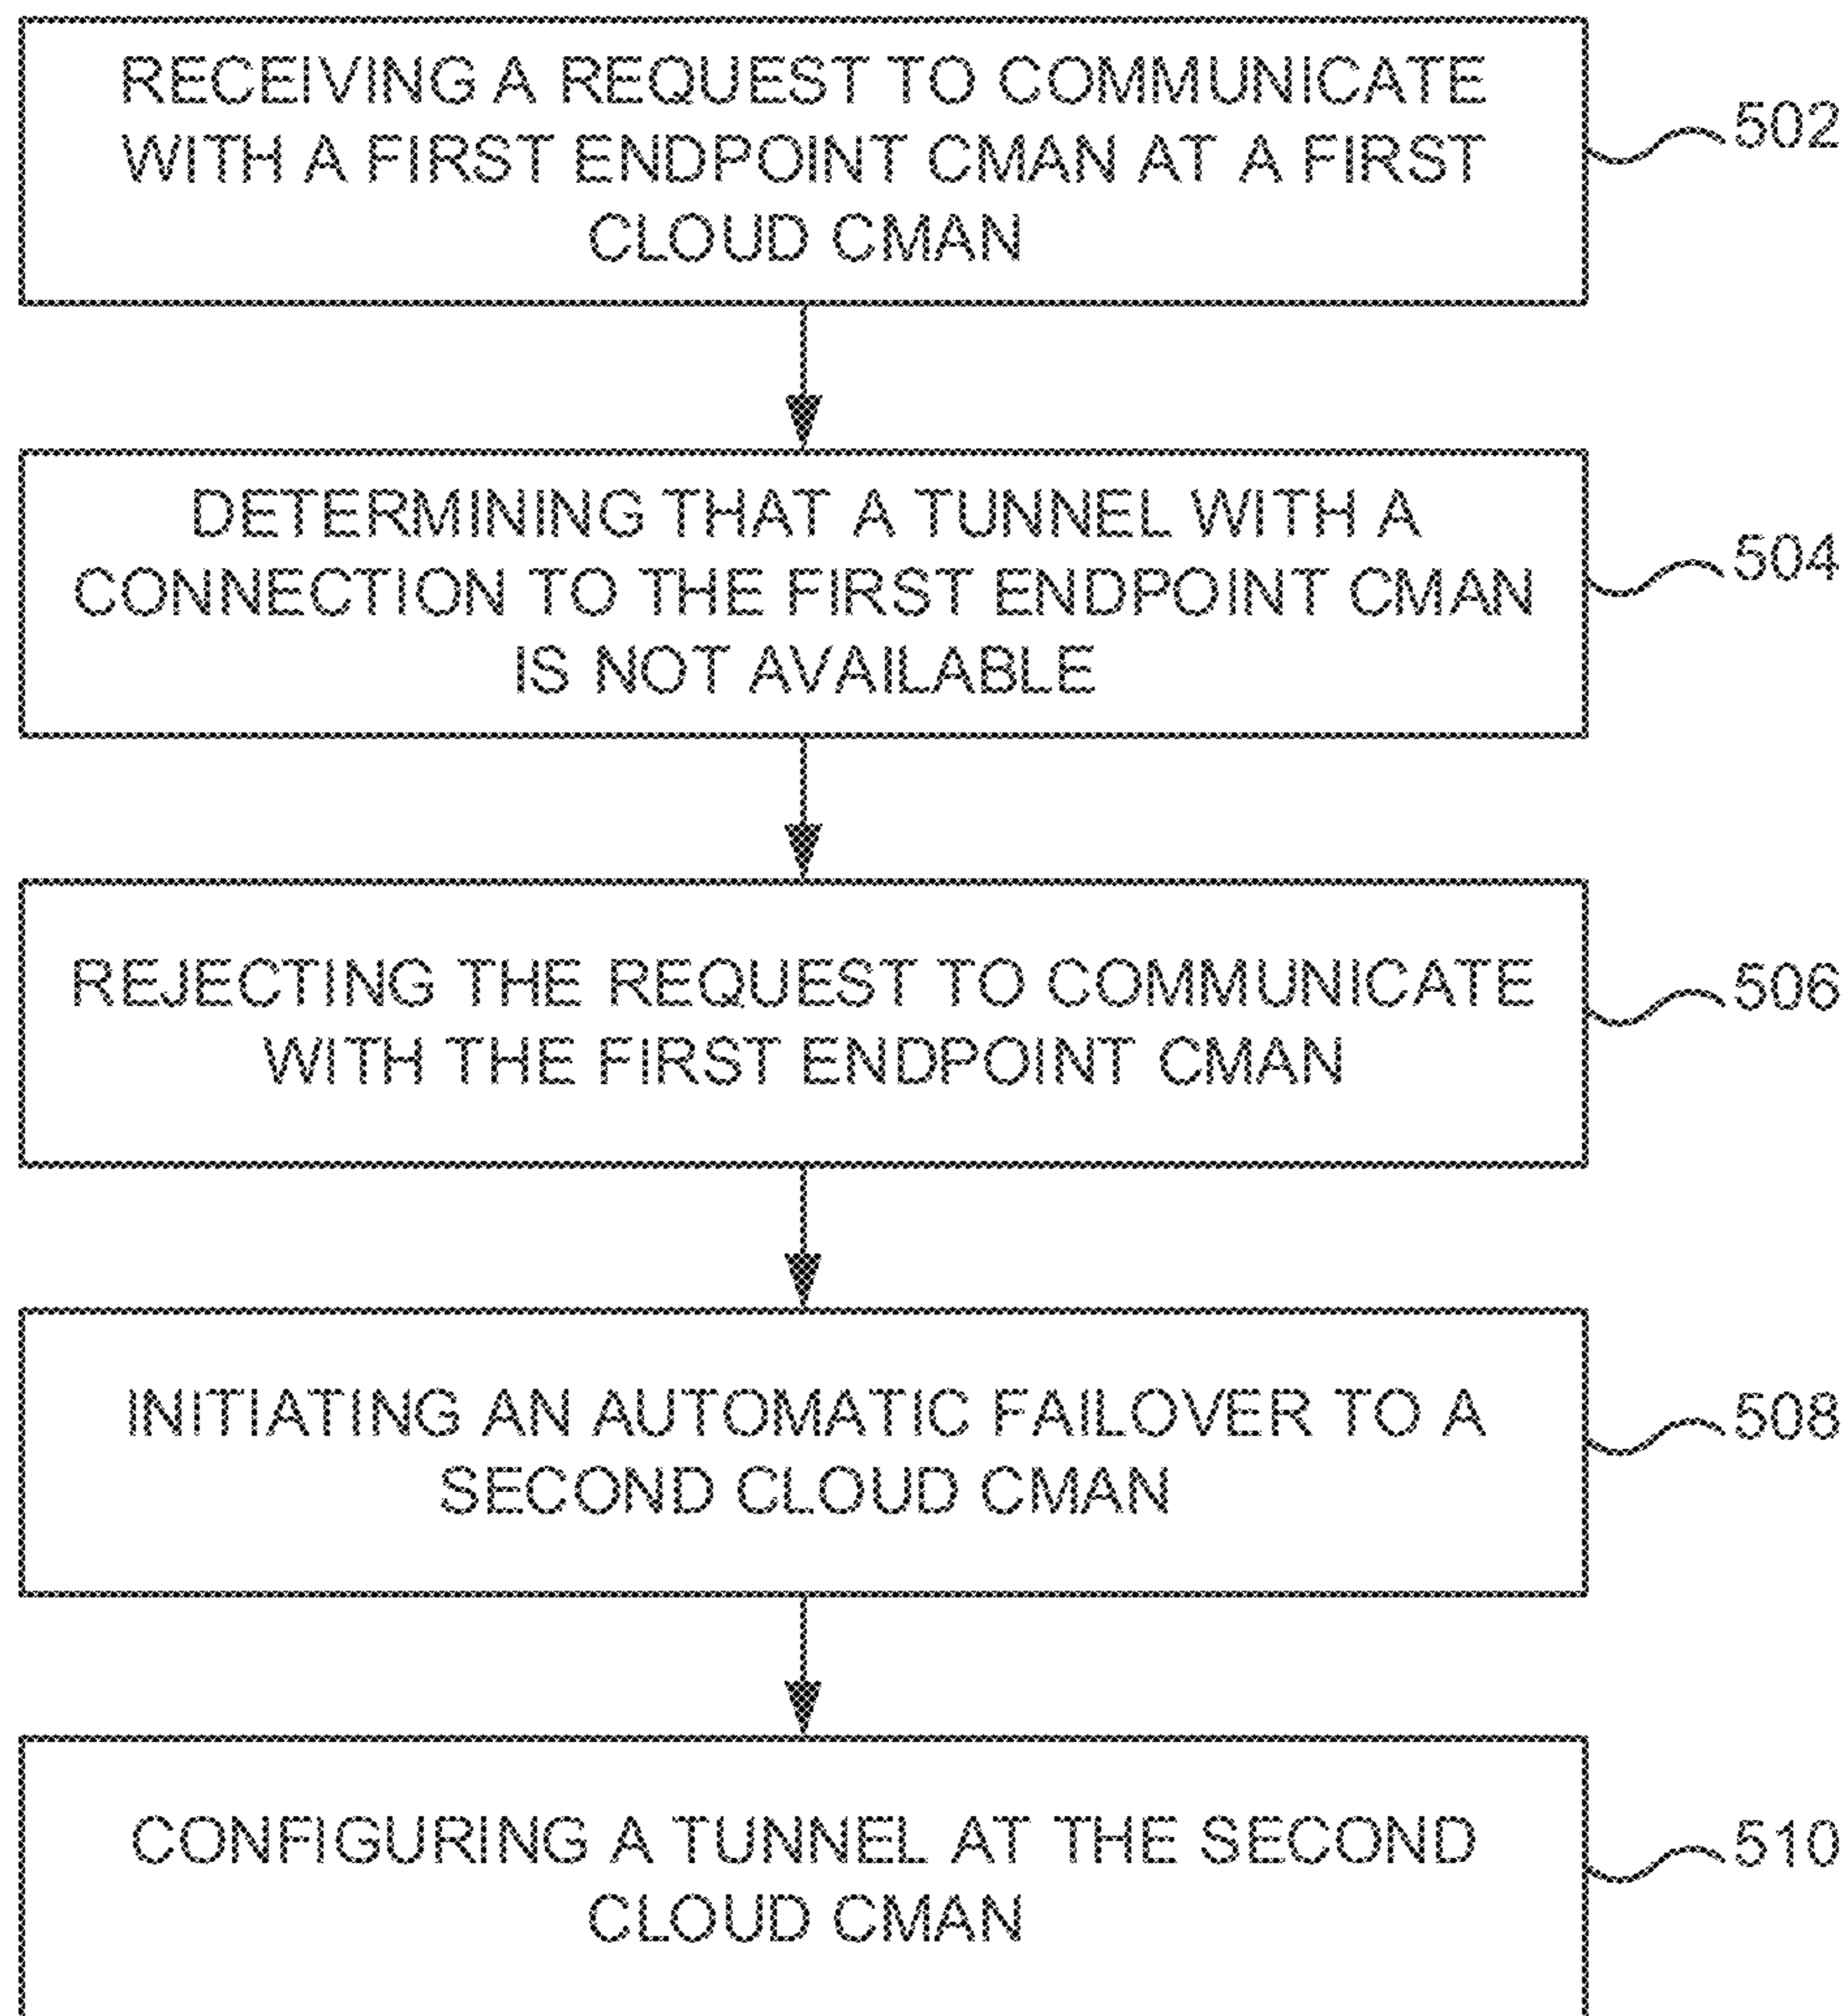 RECEIVING A REQUEST TO COMMUNICATE
WITH A FIRST ENDPOINT CMAN AT A FIRST
CLOUD CMAN
502
DETERMINING THAT A TUNNEL WITH A
CONNECTION TO THE FIRST ENDPOINT CMAN
IS NOT AVAILABLE
504
REJECTING THE REQUEST TO COMMUNICATE
WITH THE FIRST ENDPOINT CMAN
506
INITIATING AN AUTOMATIC FAILOVER TO A
SECOND CLOUD CMAN
508
CONFIGURING A TUNNEL AT THE SECOND
CLOUD CMAN
510